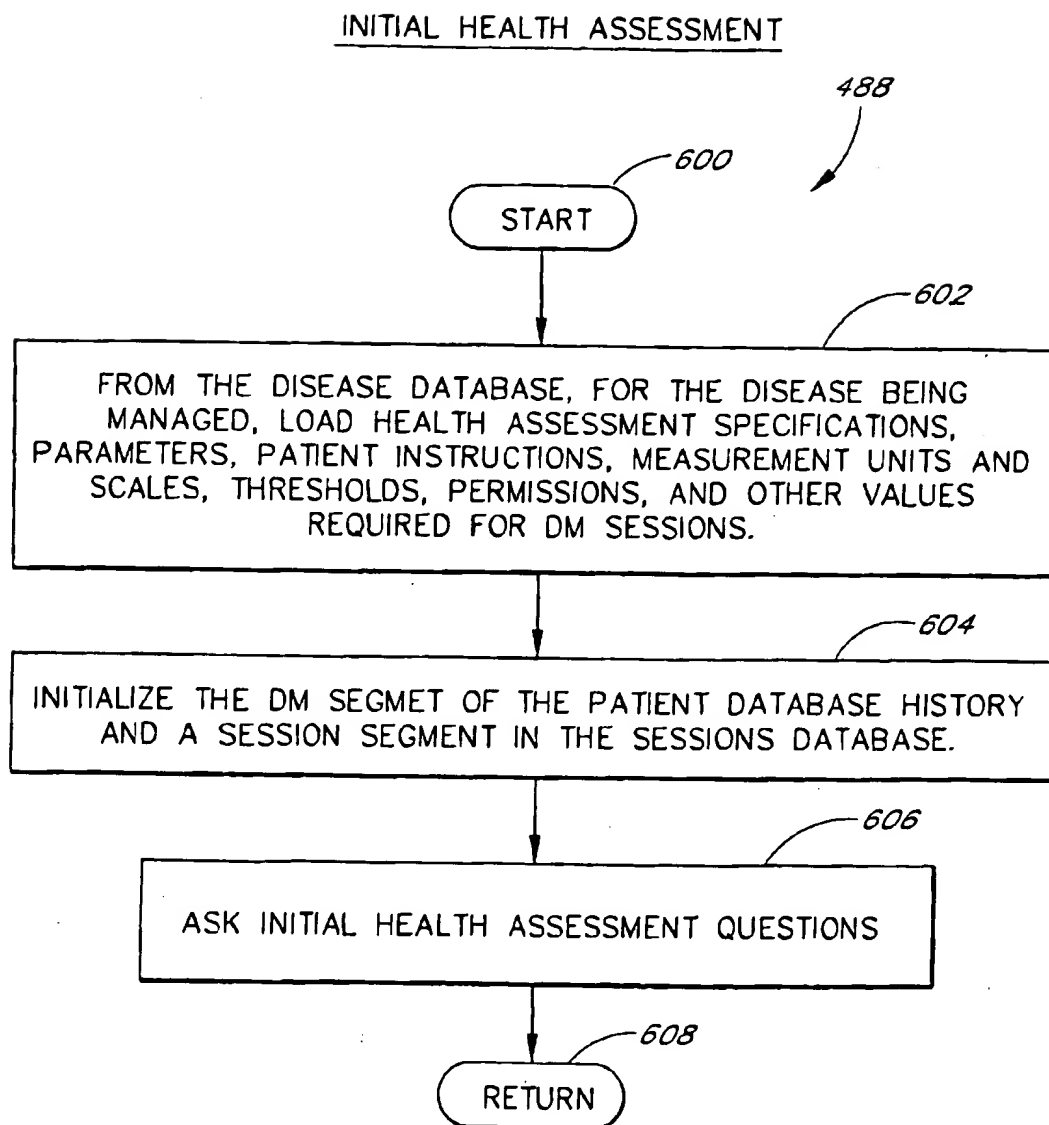 INITIAL HEALTH ASSESSMENT
488
600
START
602
FROM THE DISEASE DATABASE, FOR THE DISEASE BEING
MANAGED, LOAD HEALTH ASSESSMENT SPECIFICATIONS,
PARAMETERS, PATIENT INSTRUCTIONS, MEASUREMENT UNITS AND
SCALES, THRESHOLDS, PERMISSIONS, AND OTHER VALUES
REQUIRED FOR DM SESSIONS.
604
INITIALIZE THE DM SEGMET OF THE PATIENT DATABASE HISTORY
AND A SESSION SEGMENT IN THE SESSIONS DATABASE.
606
ASK INITIAL HEALTH ASSESSMENT QUESTIONS
608
RETURN